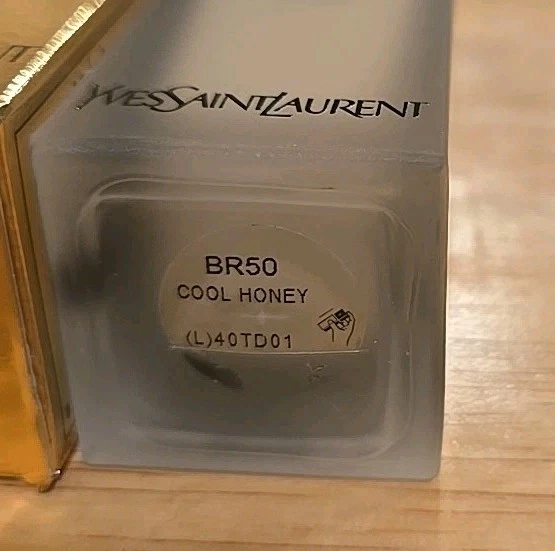 YVESSAINTLAURENT
BR50
COOL HONEY
(L)40TD01